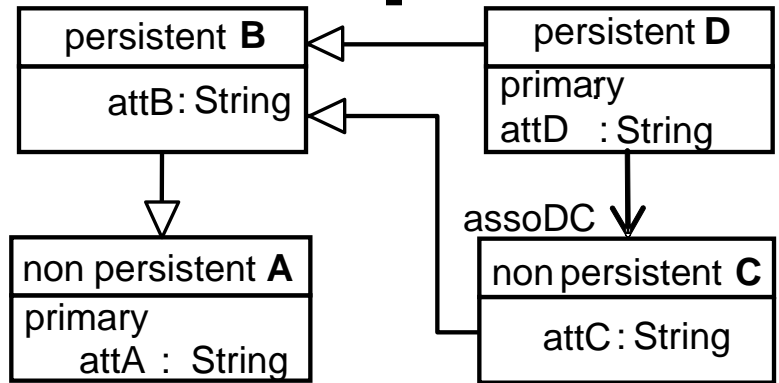 persistent B
attB: String
persistent D
primary:
attD : String
assoDC
non persistent A
primary
attA : String
non persistent C
attC: String